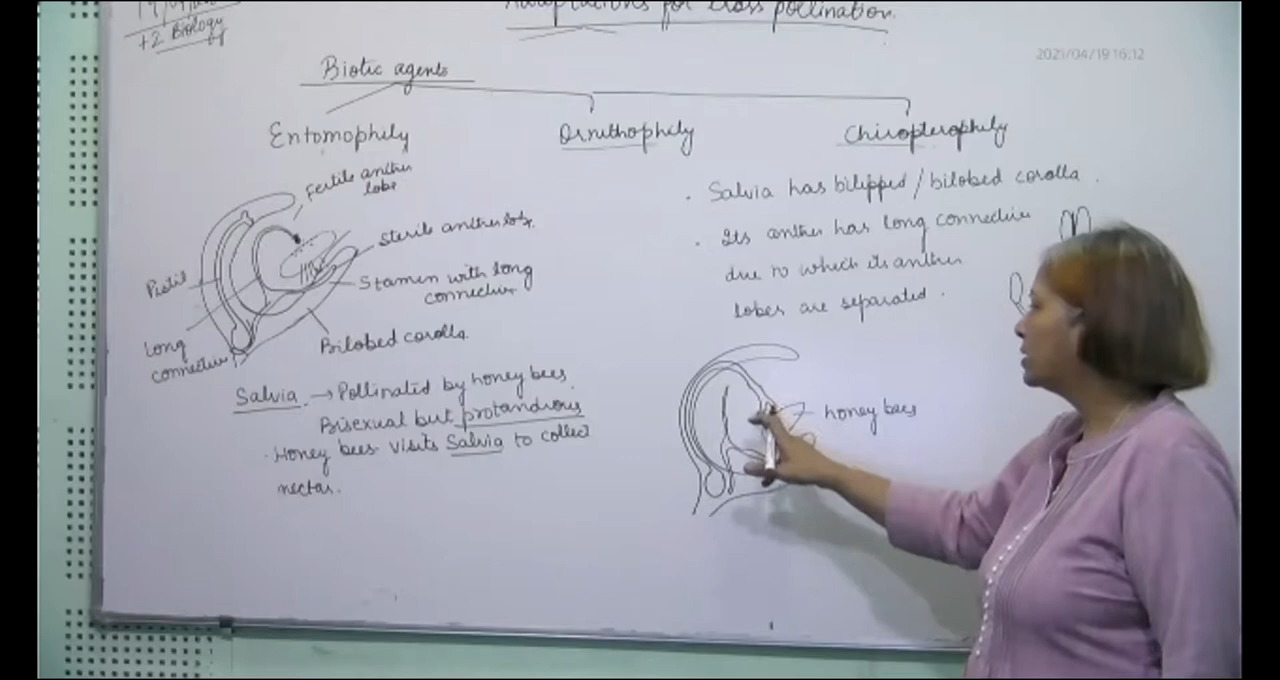 +2 Biology
Adaptations for cross pollination.
2021/04/19 16:12
Biotic agents
Entomophily
Ornithophily
Chiropterophily
Fertile anther
lobe
Sterile anther lobe.
Stamen with long
connective
Pistil
Long
connective
Bilobed corolla.
Salvia → Pollinated by honey bees.
Bisexual but protandrous
. Honey bees visits Salvia to collect
nectar.
. Salvia has bilipped / bilobed corolla.
. Its anther has long connective
due to which its anther
lobes are separated.
honey bees